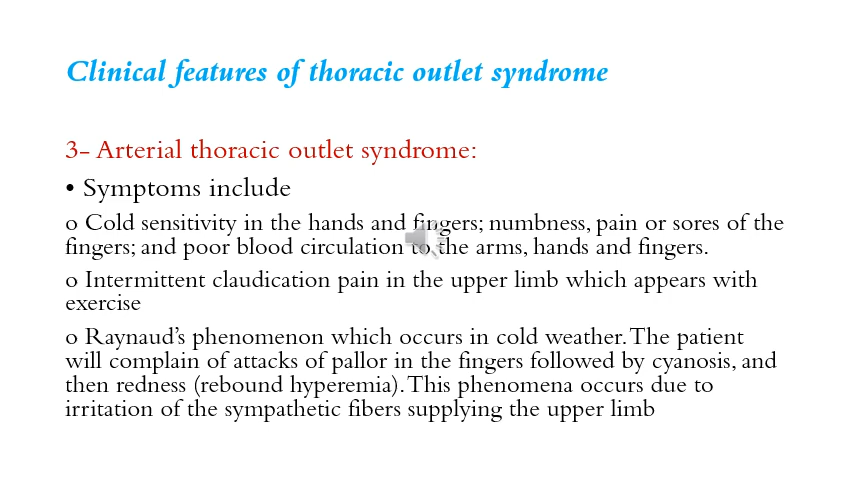 Clinical features of thoracic outlet syndrome
3- Arterial thoracic outlet syndrome:
• Symptoms include
o Cold sensitivity in the hands and fingers; numbness, pain or sores of the
fingers; and poor blood circulation to the arms, hands and fingers.
o Intermittent claudication pain in the upper limb which appears with
exercise
o Raynaud’s phenomenon which occurs in cold weather. The patient
will complain of attacks of pallor in the fingers followed by cyanosis, and
then redness (rebound hyperemia). This phenomena occurs due to
irritation of the sympathetic fibers supplying the upper limb